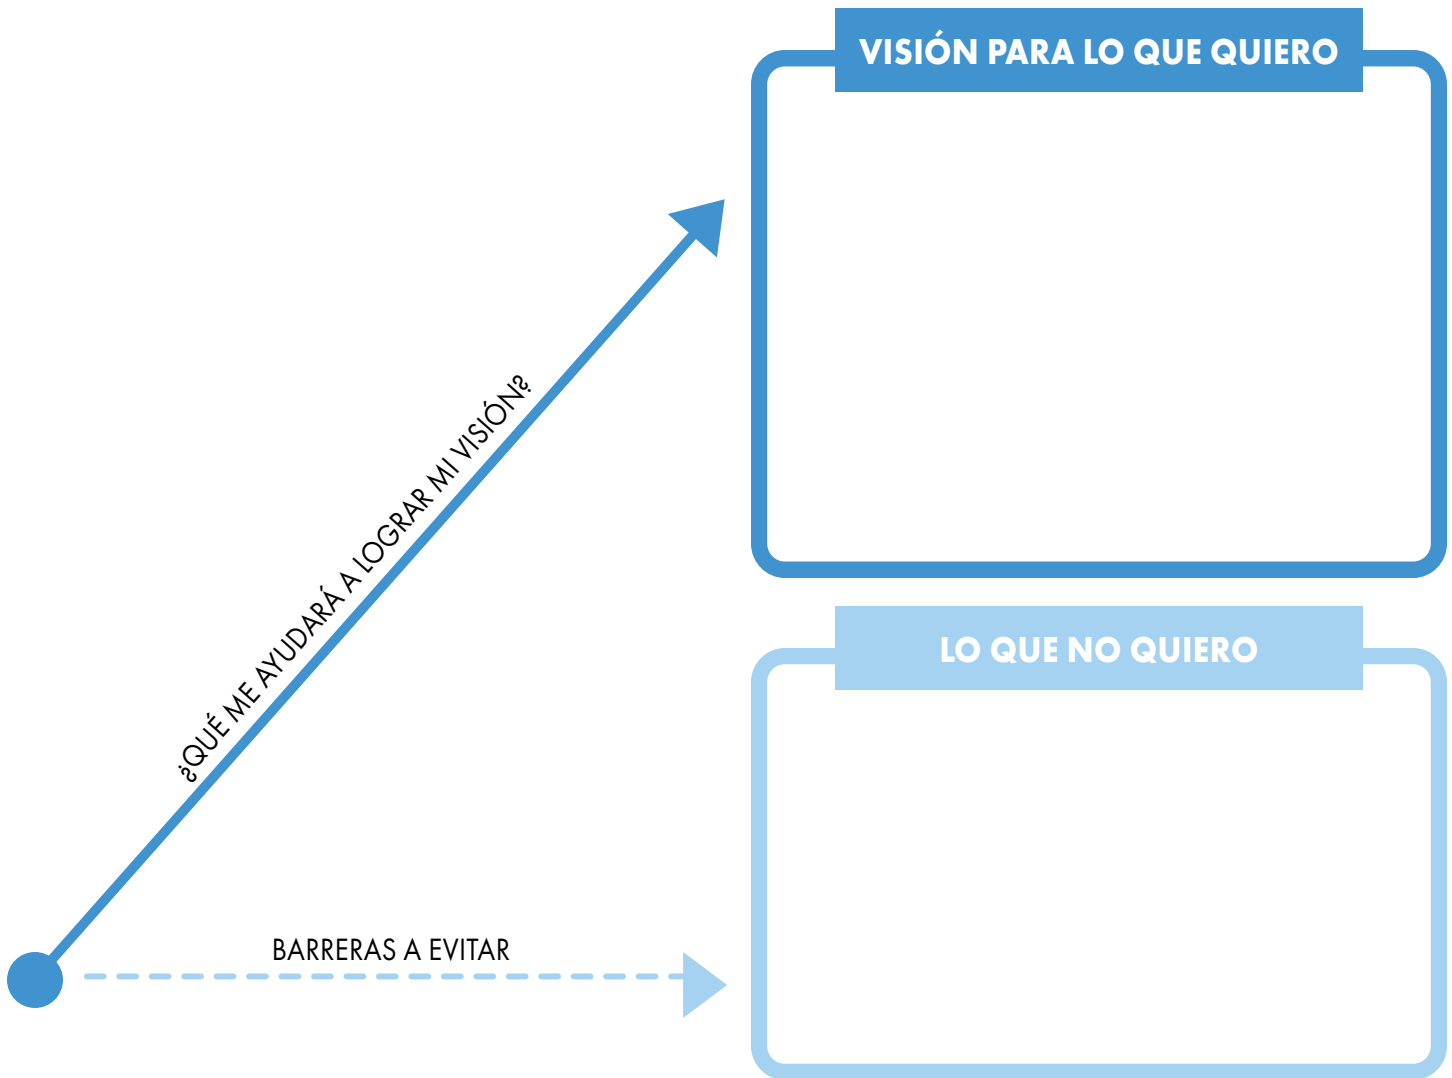 VISIÓN PARA LO QUE QUIERO
¿QUÉ ME AYUDARÁ A LOGRAR MI VISIÓN?
LO QUE NO QUIERO
BARRERAS A EVITAR